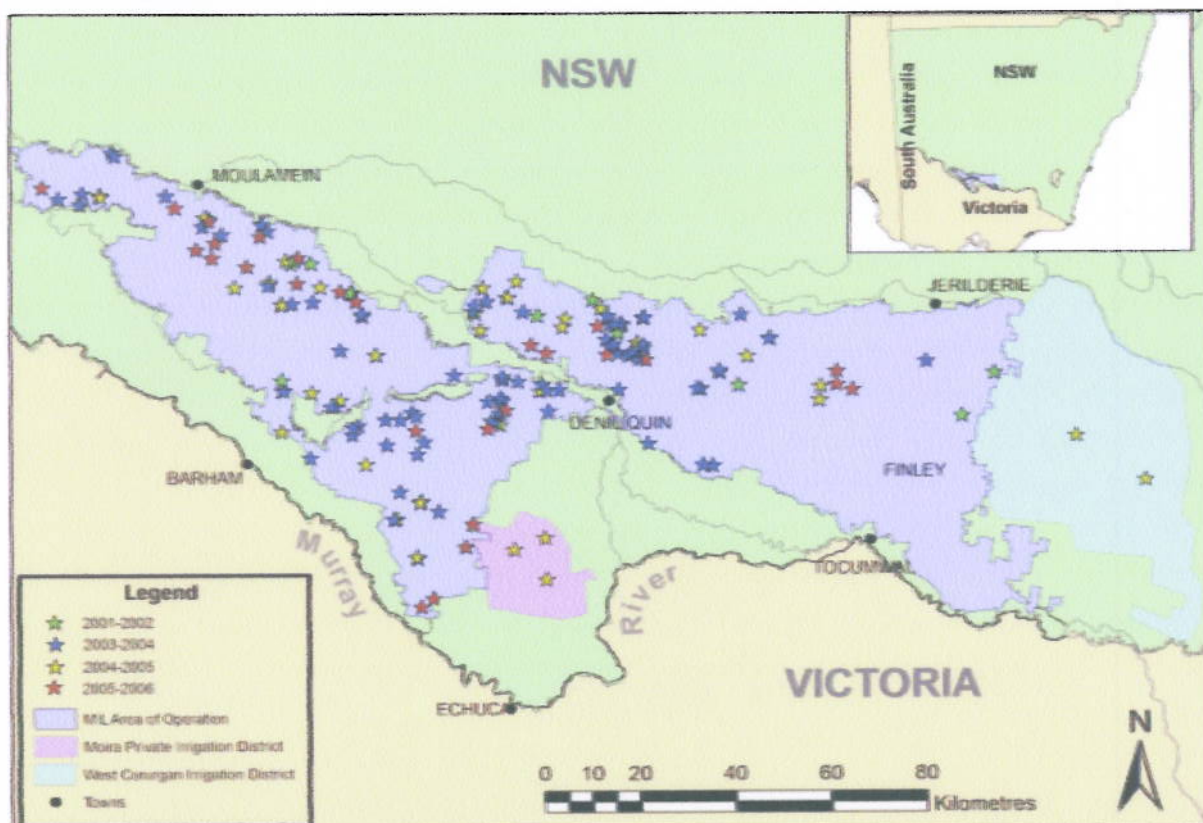 NSW
South Australia
NSW
Victoria
MOULAMEIN
JERILDERIE
DENILIQUIN
BARHAM
FINLEY
Murray
River
TOCUMWAL
ECHUCA
VICTORIA
Legend
2001-2002
2003-2004
2004-2005
2005-2006
MIL Area of Operation
Moira Private Irrigation District
West Corurgan Irrigation District
Towns
N
0 10 20 40 60 80
Kilometres